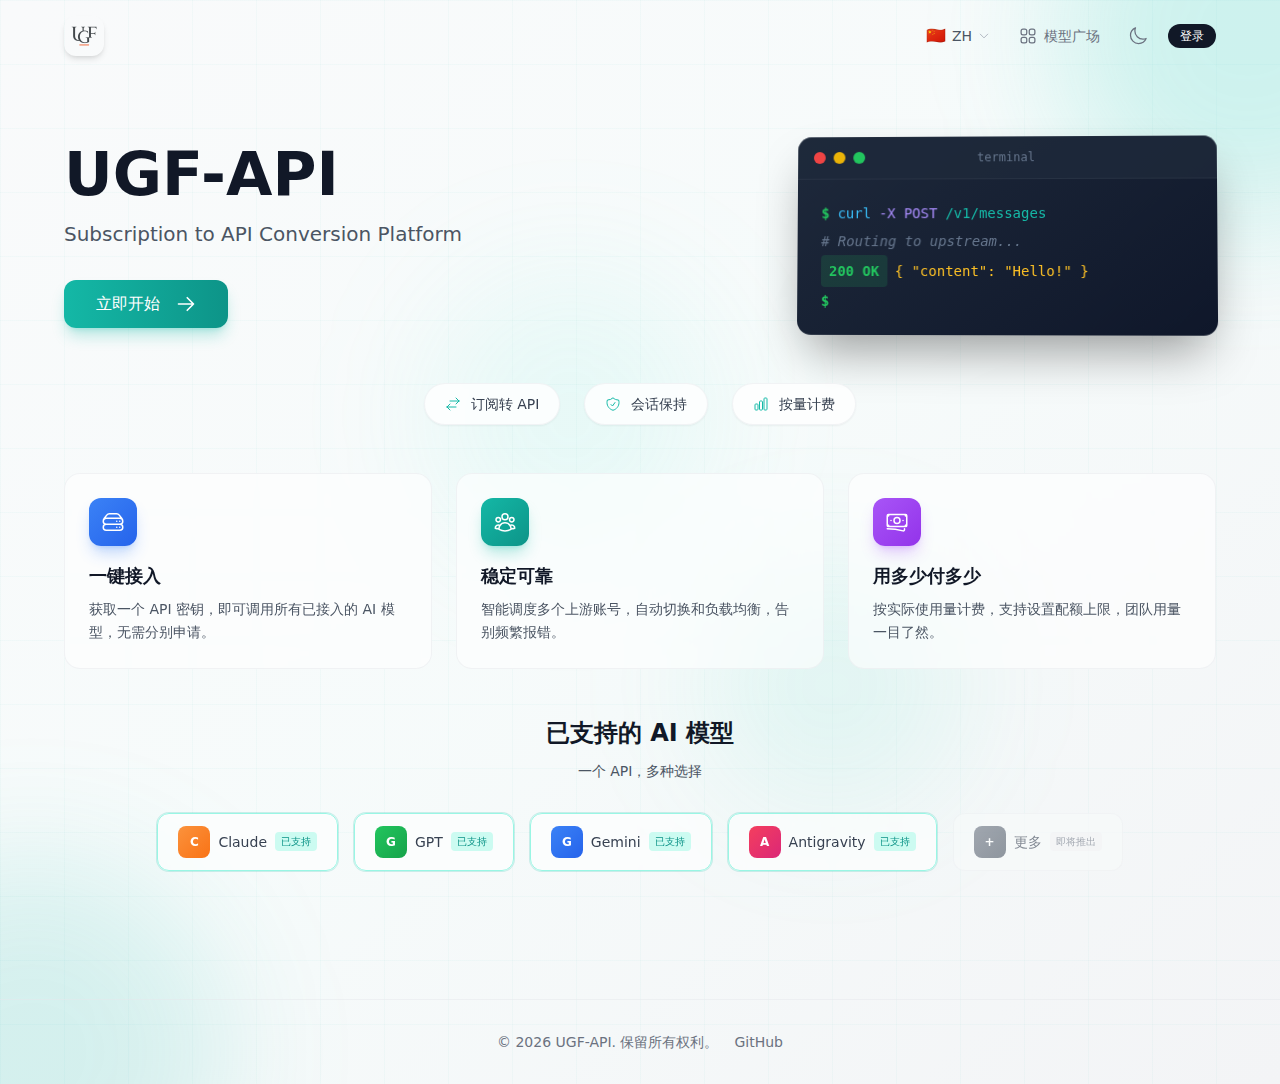 UGF
ZH
模型广场
登录
UGF-API
Subscription to API Conversion Platform
立即开始
terminal
$ curl -X POST /v1/messages
# Routing to upstream...
200 OK { "content": "Hello!" }
$
订阅转 API
会话保持
按量计费
一键接入
获取一个 API 密钥，即可调用所有已接入的 AI 模
型，无需分别申请。
稳定可靠
智能调度多个上游账号，自动切换和负载均衡，告
别频繁报错。
用多少付多少
按实际使用量计费，支持设置配额上限，团队用量
一目了然。
已支持的 AI 模型
一个 API，多种选择
C Claude 已支持
G GPT 已支持
G Gemini 已支持
A Antigravity 已支持
+ 更多 即将推出
© 2026 UGF-API. 保留所有权利。 GitHub